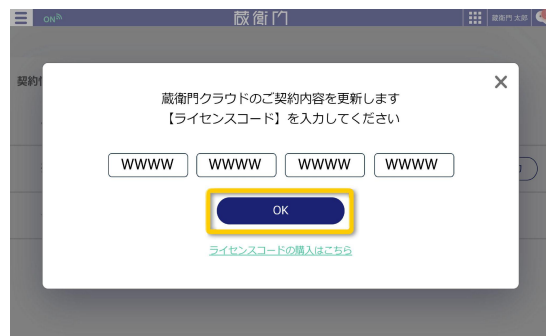 ON
蔵衛門
蔵衛門 太郎
契約
蔵衛門クラウドのご契約内容を更新します
【ライセンスコード】を入力してください
WWWW WWWW WWWW WWWW
OK
ライセンスコードの購入はこちら